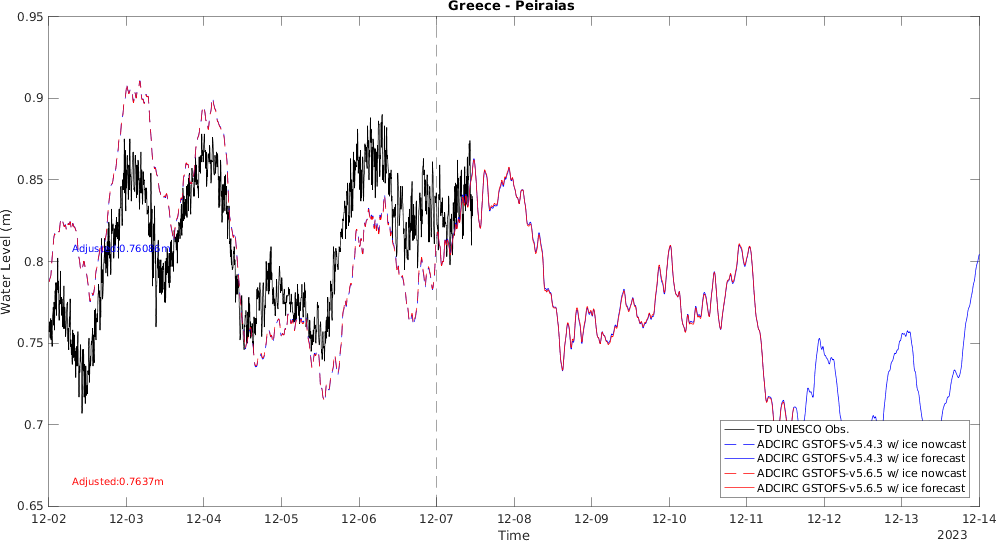 Greece - Peiraias
0.95
0.9
0.85
0.8
0.75
0.7
0.65
Water Level (m)
Adjusted:0.76086m
Adjusted:0.7637m
TD UNESCO Obs.
ADCIRC GSTOFS-v5.4.3 w/ ice nowcast
ADCIRC GSTOFS-v5.4.3 w/ ice forecast
ADCIRC GSTOFS-v5.6.5 w/ ice nowcast
ADCIRC GSTOFS-v5.6.5 w/ ice forecast
12-02 12-03 12-04 12-05 12-06 12-07 12-08 12-09 12-10 12-11 12-12 12-13 12-14
Time
2023